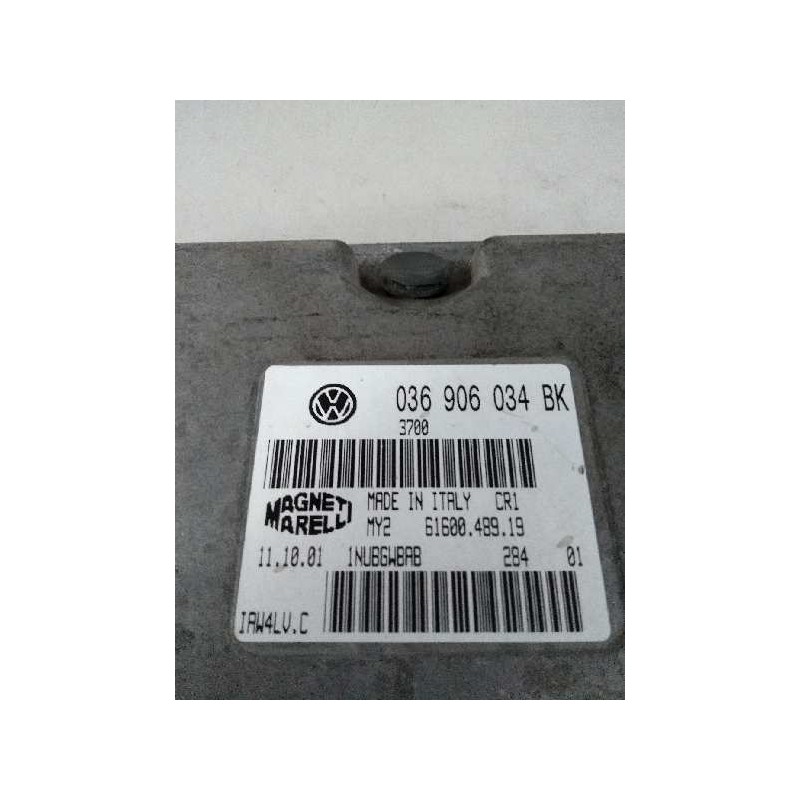 036 906 034 BK
3700
MAGNETI MARELLI
MADE IN ITALY CR1
MY2 61600.489.19
11.10.01 1NUBGWBAB 284 01
IAW4LV.C